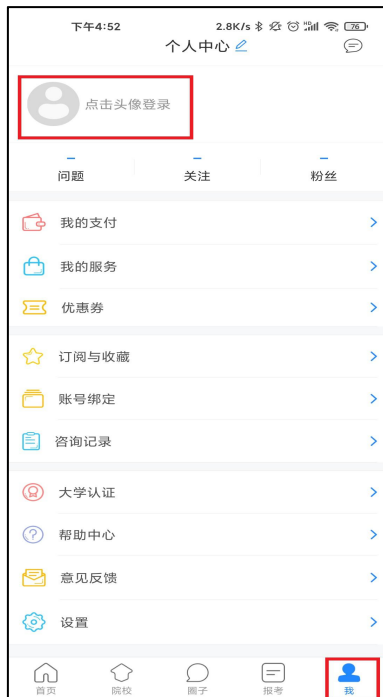 下午4:52 2.8K/s HD 76
个人中心
点击头像登录
问题 关注 粉丝
我的支付
我的服务
优惠券
订阅与收藏
账号绑定
咨询记录
大学认证
帮助中心
意见反馈
设置
首页 院校 圈子 报考 我